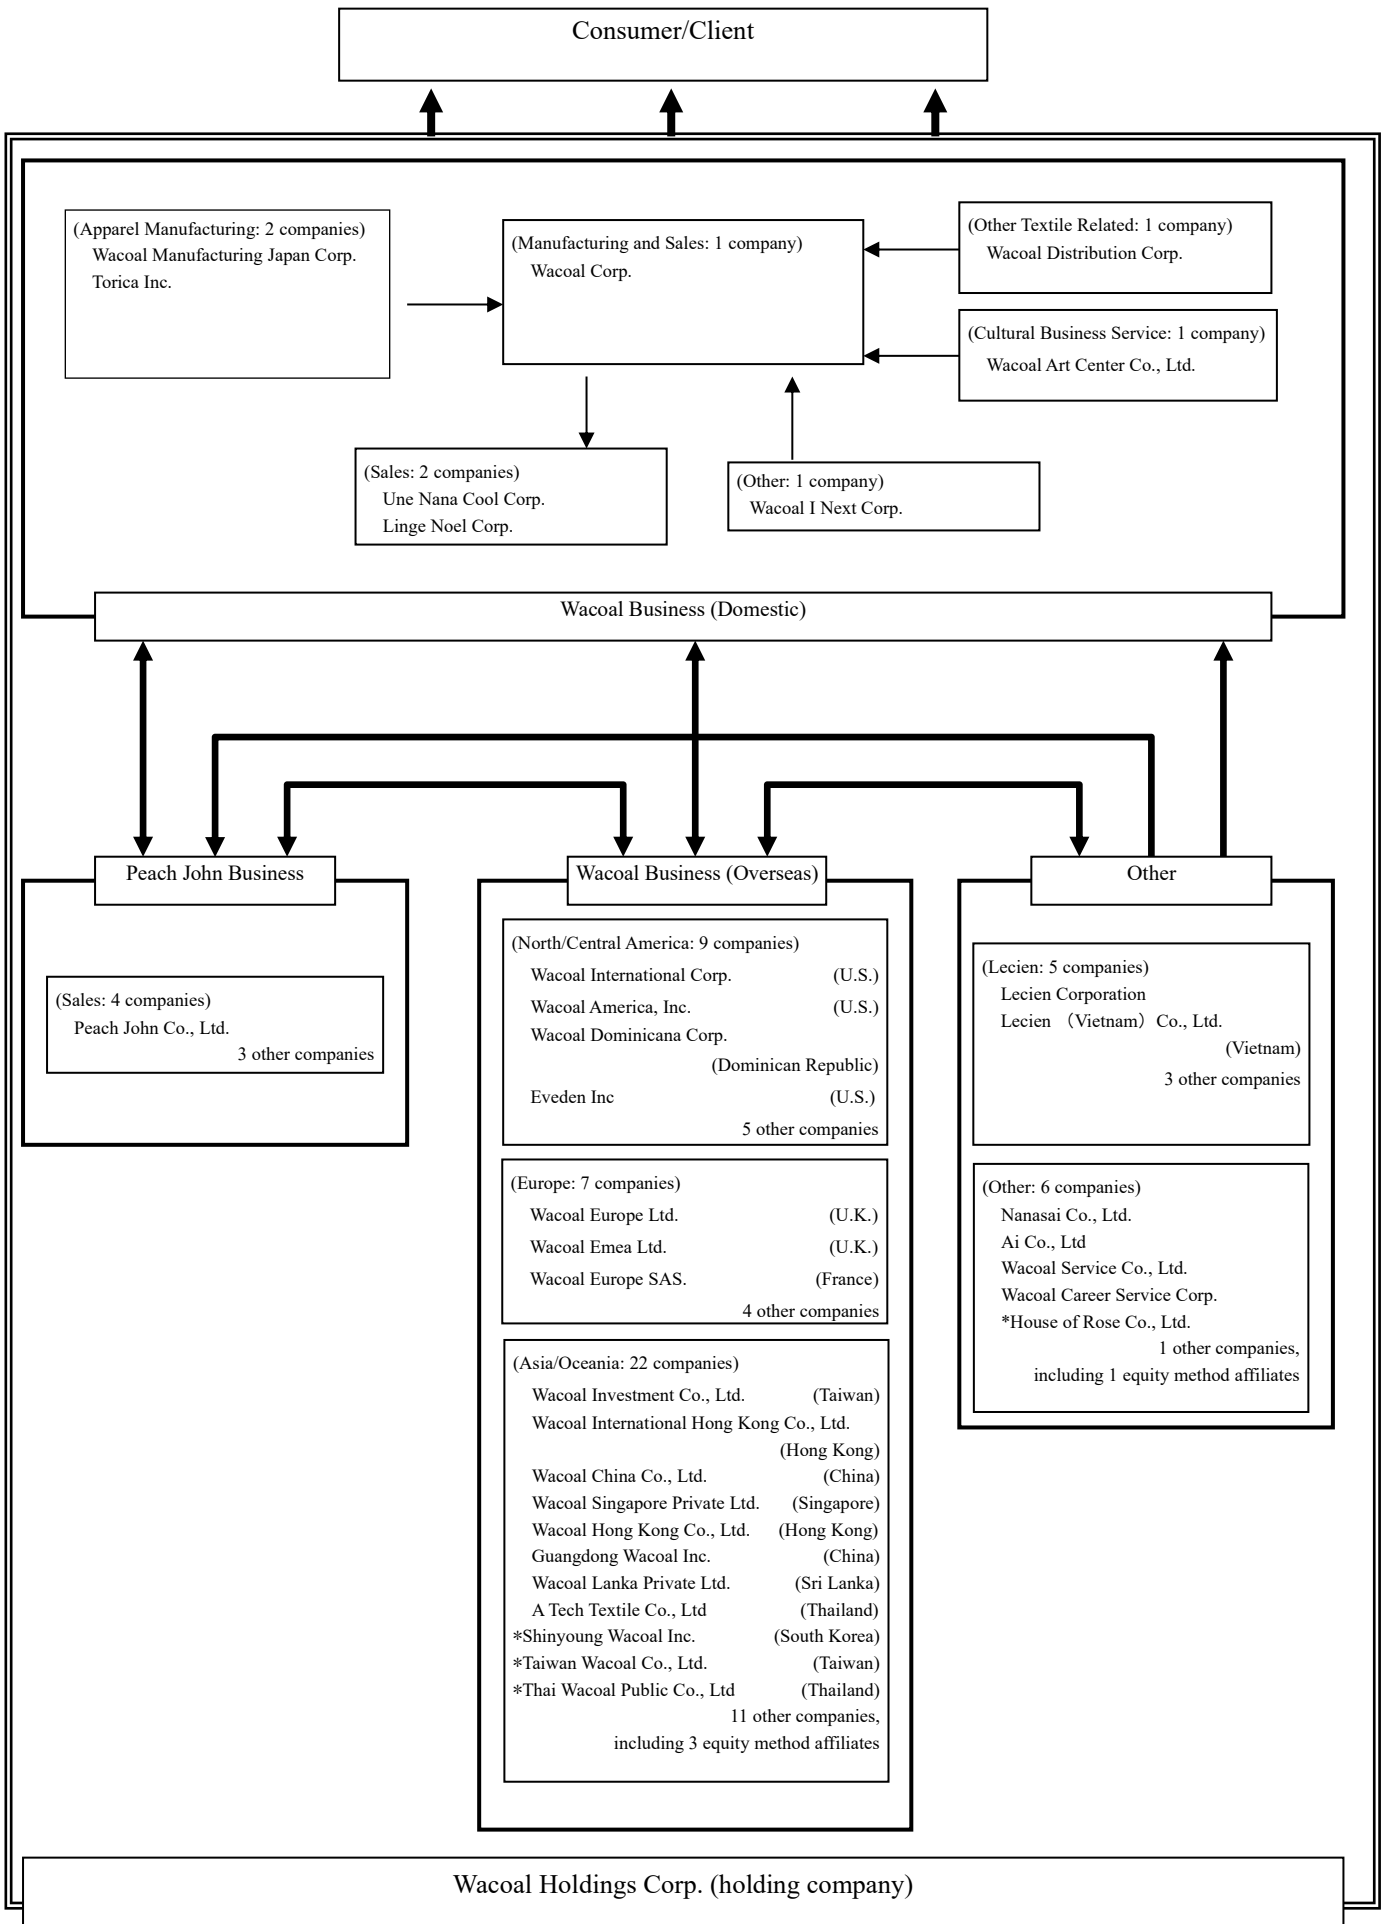 Consumer/Client
(Apparel Manufacturing: 2 companies)
Wacoal Manufacturing Japan Corp.
Torica Inc.
(Manufacturing and Sales: 1 company)
Wacoal Corp.
(Other Textile Related: 1 company)
Wacoal Distribution Corp.
(Cultural Business Service: 1 company)
Wacoal Art Center Co., Ltd.
(Sales: 2 companies)
Une Nana Cool Corp.
Linge Noel Corp.
(Other: 1 company)
Wacoal I Next Corp.
Wacoal Business (Domestic)
Peach John Business
(Sales: 4 companies)
Peach John Co., Ltd.
3 other companies
Wacoal Business (Overseas)
(North/Central America: 9 companies)
Wacoal International Corp. (U.S.)
Wacoal America, Inc. (U.S.)
Wacoal Dominicana Corp.
(Dominican Republic)
Eveden Inc (U.S.)
5 other companies
(Europe: 7 companies)
Wacoal Europe Ltd. (U.K.)
Wacoal Emea Ltd. (U.K.)
Wacoal Europe SAS. (France)
4 other companies
(Asia/Oceania: 22 companies)
Wacoal Investment Co., Ltd. (Taiwan)
Wacoal International Hong Kong Co., Ltd.
(Hong Kong)
Wacoal China Co., Ltd. (China)
Wacoal Singapore Private Ltd. (Singapore)
Wacoal Hong Kong Co., Ltd. (Hong Kong)
Guangdong Wacoal Inc. (China)
Wacoal Lanka Private Ltd. (Sri Lanka)
A Tech Textile Co., Ltd (Thailand)
*Shinyoung Wacoal Inc. (South Korea)
*Taiwan Wacoal Co., Ltd. (Taiwan)
*Thai Wacoal Public Co., Ltd (Thailand)
11 other companies,
including 3 equity method affiliates
Other
(Lecien: 5 companies)
Lecien Corporation
Lecien （Vietnam）Co., Ltd.
(Vietnam)
3 other companies
(Other: 6 companies)
Nanasai Co., Ltd.
Ai Co., Ltd
Wacoal Service Co., Ltd.
Wacoal Career Service Corp.
*House of Rose Co., Ltd.
1 other companies,
including 1 equity method affiliates
Wacoal Holdings Corp. (holding company)